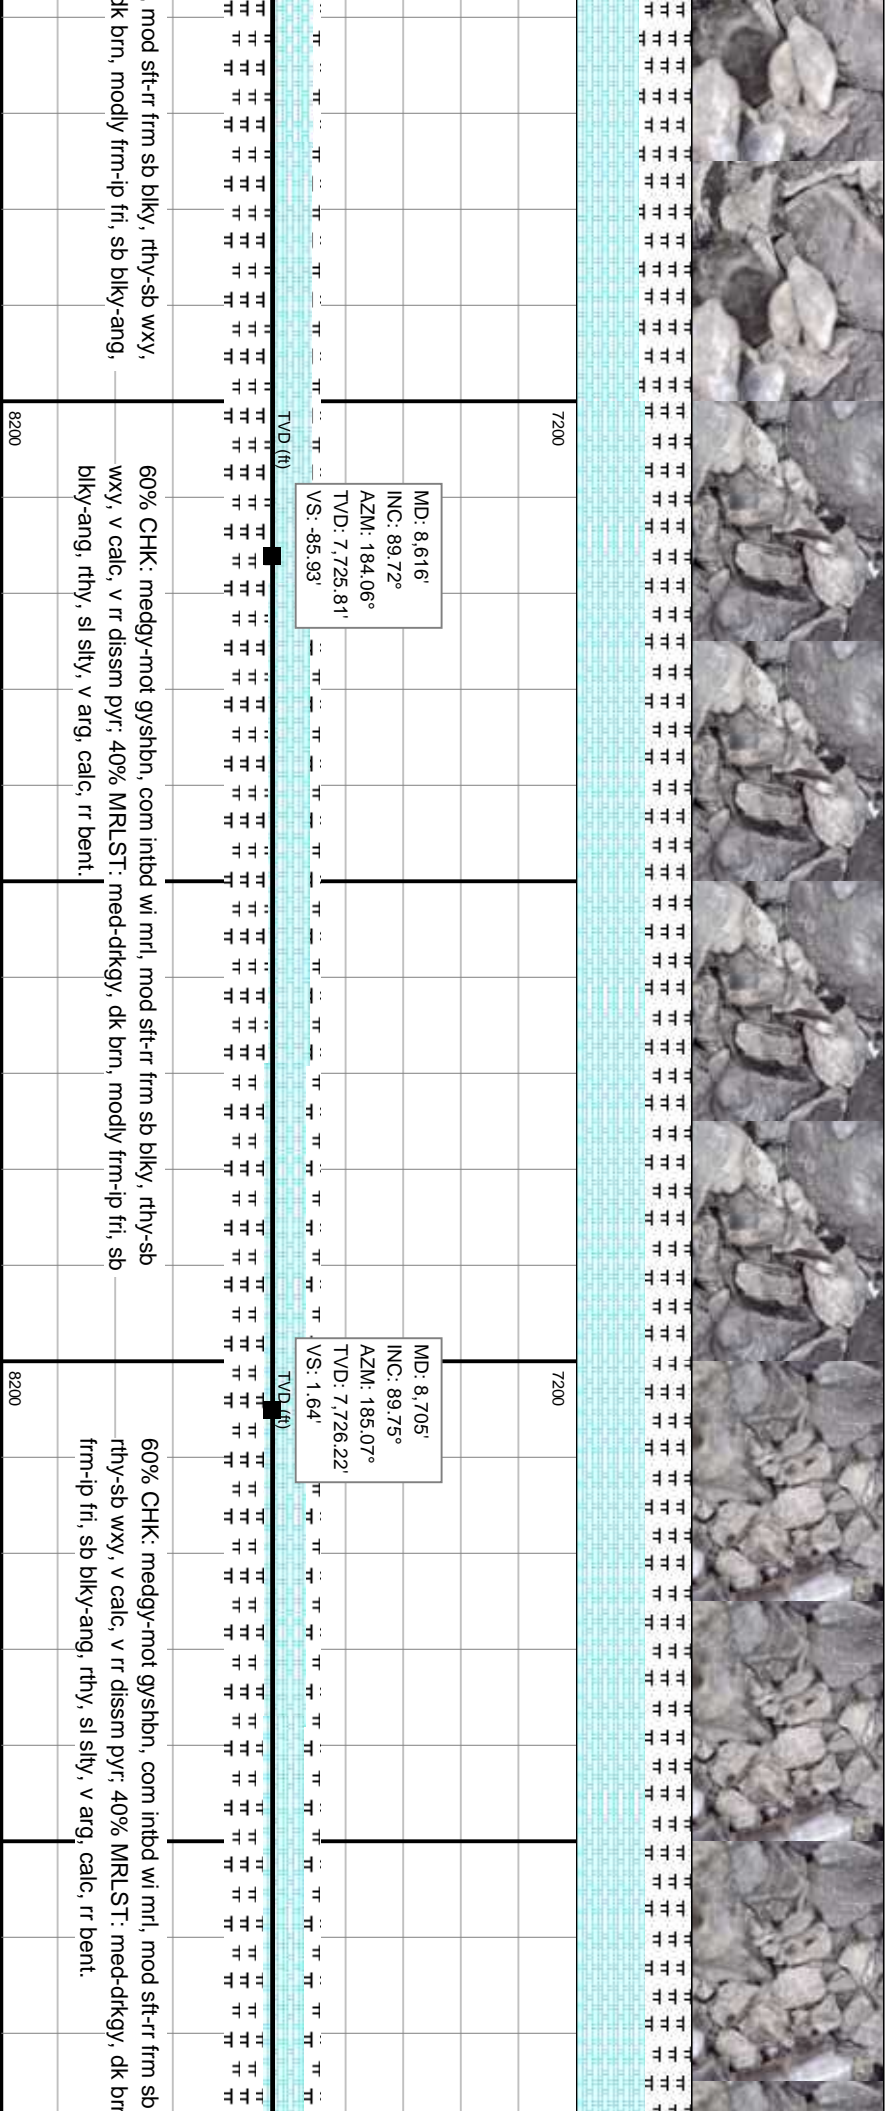 , mod sft-rr frm sb blky, rthy-sb wxy,
dk brn, modly frm-ip fri, sb blky-ang,
7200
TVD (ft)
8200
MD: 8,616'
INC: 89.72°
AZM: 184.06°
TVD: 7,725.81'
VS: -85.93'
60% CHK: medgy-mot gyshbn, com intbd wi mrl, mod sft-rr frm sb blky, rthy-sb
wxy, v calc, v rr dissm pyr; 40% MRLST: med-drkgy, dk brn, modly frm-ip fri, sb
blky-ang, rthy, sl slty, v arg, calc, rr bent.
7200
TVD (ft)
8200
MD: 8,705'
INC: 89.75°
AZM: 185.07°
TVD: 7,726.22'
VS: 1.64'
60% CHK: medgy-mot gyshbn, com intbd wi mrl, mod sft-rr frm sb
rthy-sb wxy, v calc, v rr dissm pyr; 40% MRLST: med-drkgy, dk brn
frm-ip fri, sb blky-ang, rthy, sl slty, v arg, calc, rr bent.